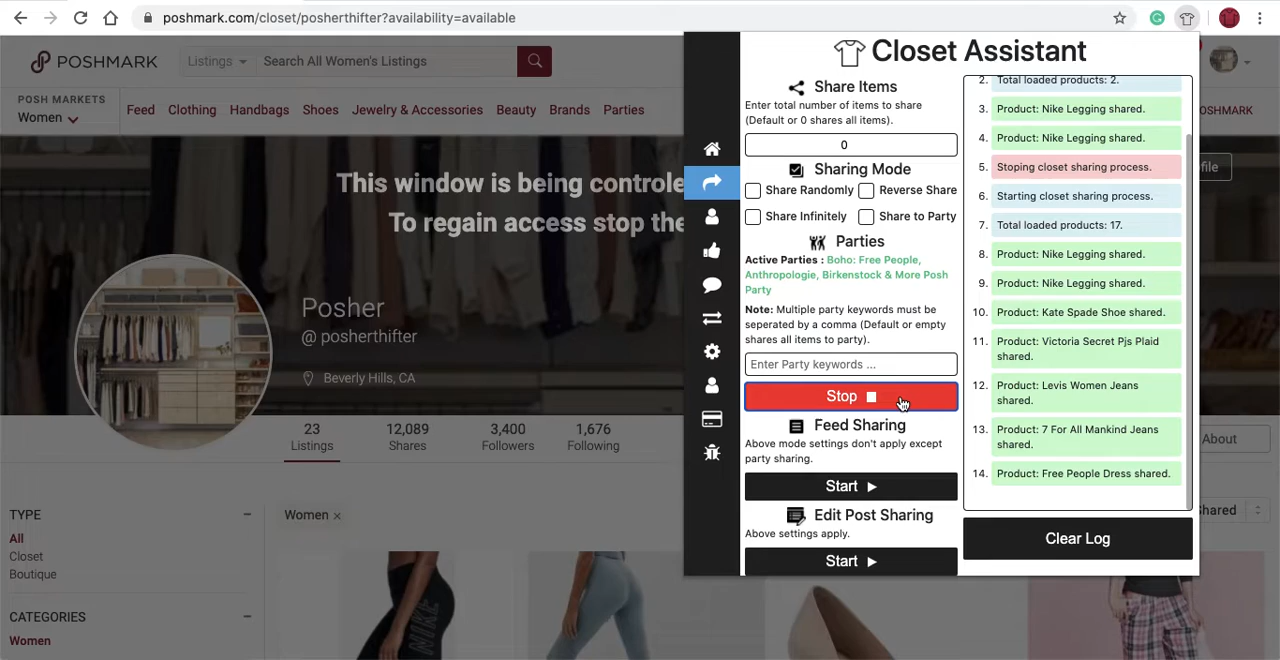 poshmark.com/closet/posherthifter?availability=available
POSHMARK
Listings
Search All Women's Listings
POSH MARKETS
Women
Feed
Clothing
Handbags
Shoes
Jewelry & Accessories
Beauty
Brands
Parties
OSHMARK
This window is being controle
To regain access stop the
file
Posher
@ posherthifter
Beverly Hills, CA
23
Listings
12,089
Shares
3,400
Followers
1,676
Following
About
TYPE
All
Closet
Boutique
CATEGORIES
Women
Women ×
Shared
NIKE
Closet Assistant
Share Items
Enter total number of items to share
(Default or 0 shares all items).
0
Sharing Mode
Share Randomly
Reverse Share
Share Infinitely
Share to Party
Parties
Active Parties : Boho: Free People,
Anthropologie, Birkenstock & More Posh
Party
Note: Multiple party keywords must be
seperated by a comma (Default or empty
shares all items to party).
Enter Party keywords ...
Stop
Feed Sharing
Above mode settings don't apply except
party sharing.
Start
Edit Post Sharing
Above settings apply.
Start
2. Total loaded products: 2.
3. Product: Nike Legging shared.
4. Product: Nike Legging shared.
5. Stoping closet sharing process.
6. Starting closet sharing process.
7. Total loaded products: 17.
8. Product: Nike Legging shared.
9. Product: Nike Legging shared.
10. Product: Kate Spade Shoe shared.
11. Product: Victoria Secret Pjs Plaid
shared.
12. Product: Levis Women Jeans
shared.
13. Product: 7 For All Mankind Jeans
shared.
14. Product: Free People Dress shared.
Clear Log